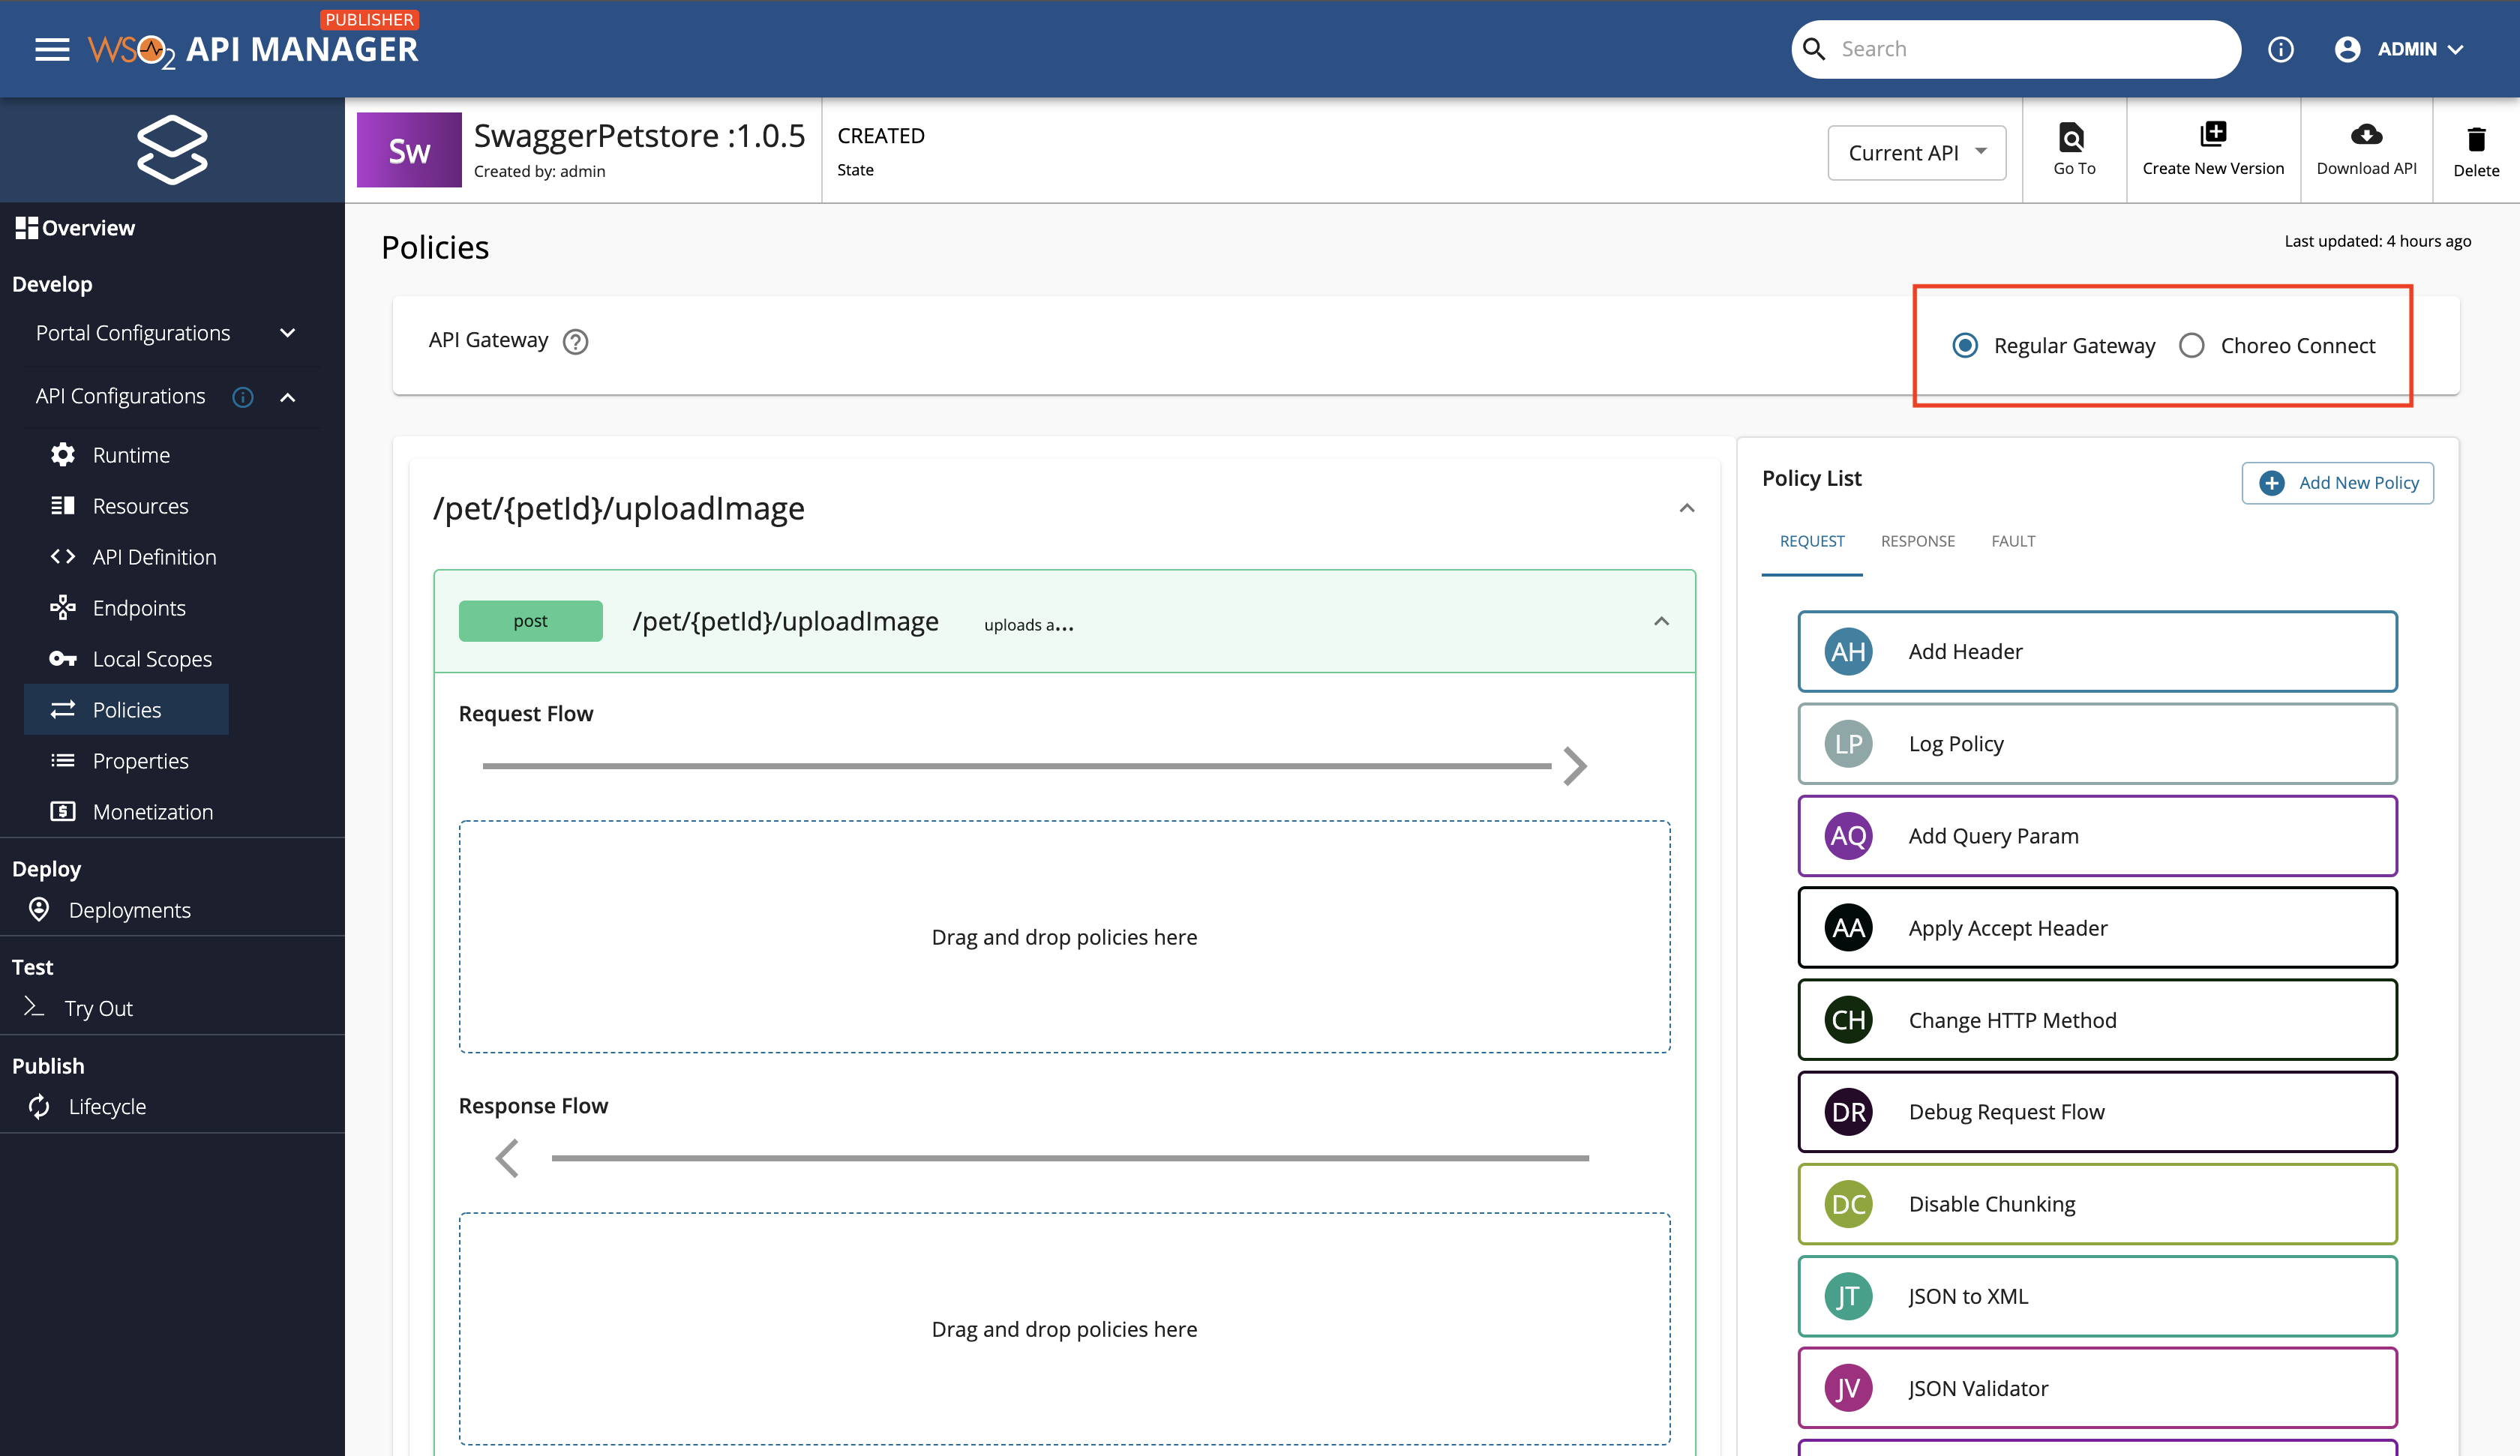 PUBLISHER
WSO2 API MANAGER
Search
ADMIN
Sw
SwaggerPetstore :1.0.5
Created by: admin
CREATED
State
Current API
Go To
Create New Version
Download API
Delete
Overview
Develop
Portal Configurations
API Configurations
Runtime
Resources
API Definition
Endpoints
Local Scopes
Policies
Properties
Monetization
Deploy
Deployments
Test
Try Out
Publish
Lifecycle
Policies
Last updated: 4 hours ago
API Gateway
Regular Gateway
Choreo Connect
/pet/{petId}/uploadImage
post /pet/{petId}/uploadImage uploads a...
Request Flow
Drag and drop policies here
Response Flow
Drag and drop policies here
Policy List
Add New Policy
REQUEST RESPONSE FAULT
AH Add Header
LP Log Policy
AQ Add Query Param
AA Apply Accept Header
CH Change HTTP Method
DR Debug Request Flow
DC Disable Chunking
JT JSON to XML
JV JSON Validator